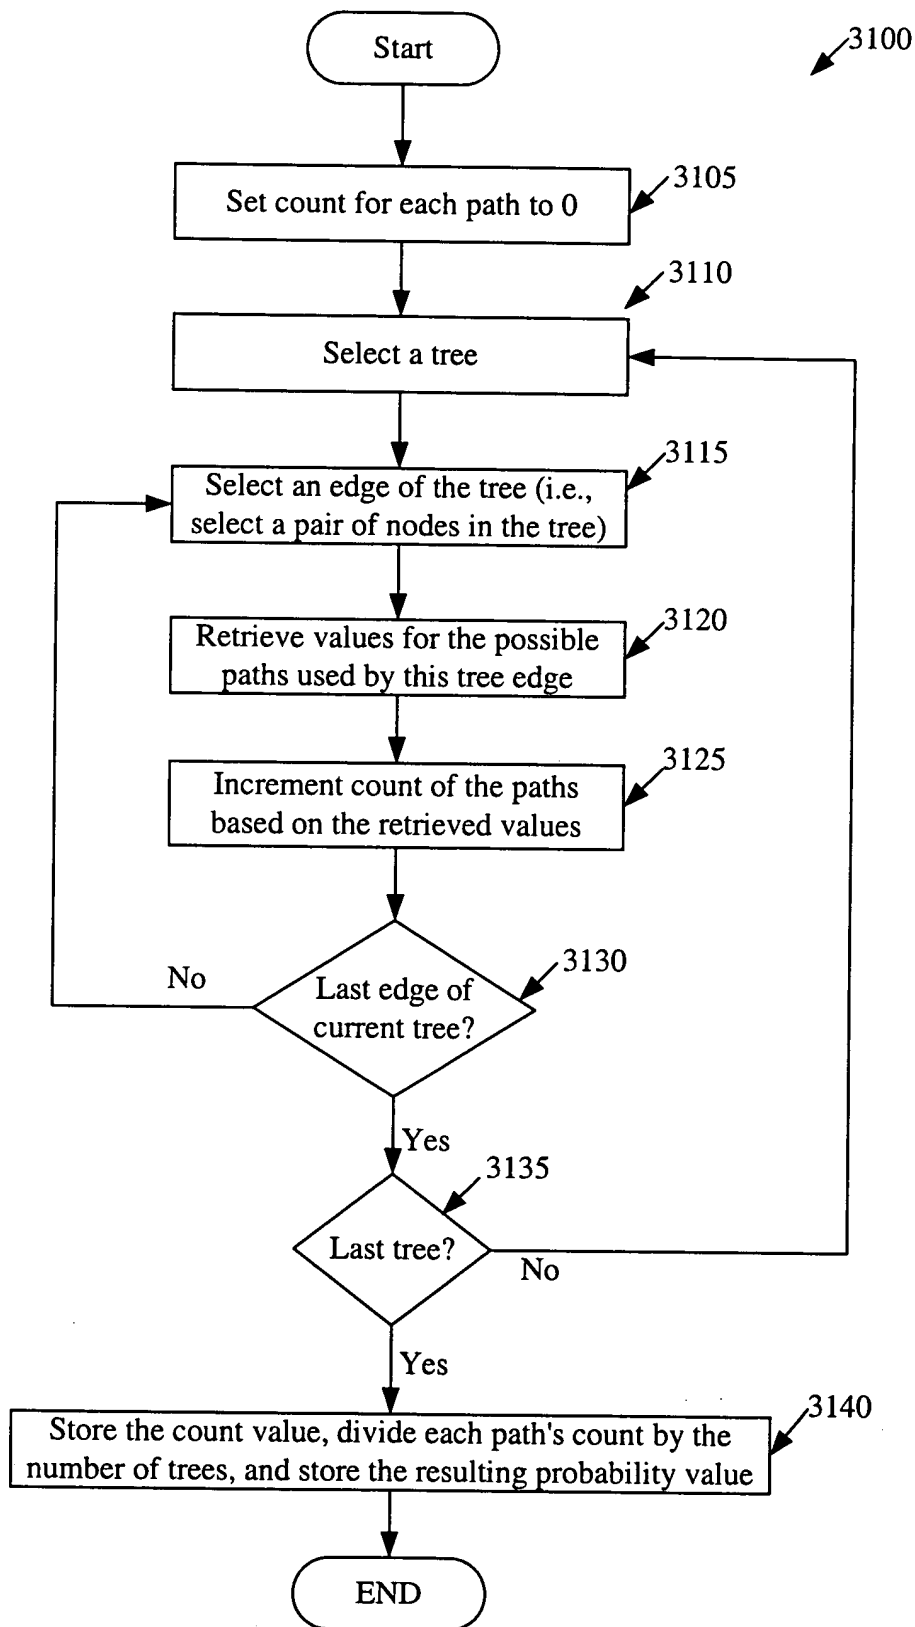 Start
3100
Set count for each path to 0
3105
3110
Select a tree
3115
Select an edge of the tree (i.e.,
select a pair of nodes in the tree)
3120
Retrieve values for the possible
paths used by this tree edge
3125
Increment count of the paths
based on the retrieved values
3130
No
Last edge of
current tree?
Yes
3135
Last tree?
No
Yes
3140
Store the count value, divide each path's count by the
number of trees, and store the resulting probability value
END